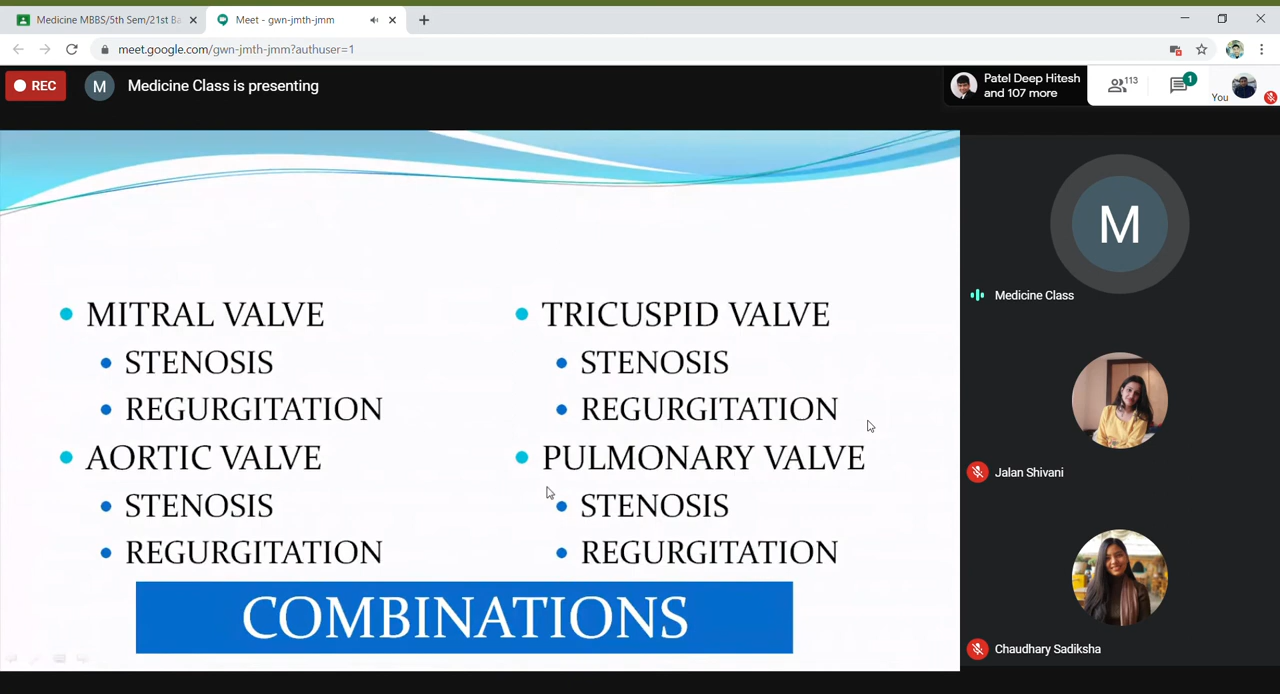 Medicine MBBS/5th Sem/21st Ba
Meet - gwn-jmth-jmm
meet.google.com/gwn-jmth-jmm?authuser=1
REC
M
Medicine Class is presenting
Patel Deep Hitesh
and 107 more
113
1
You
MITRAL VALVE
STENOSIS
REGURGITATION
AORTIC VALVE
STENOSIS
REGURGITATION
TRICUSPID VALVE
STENOSIS
REGURGITATION
PULMONARY VALVE
STENOSIS
REGURGITATION
COMBINATIONS
M
Medicine Class
Jalan Shivani
Chaudhary Sadiksha